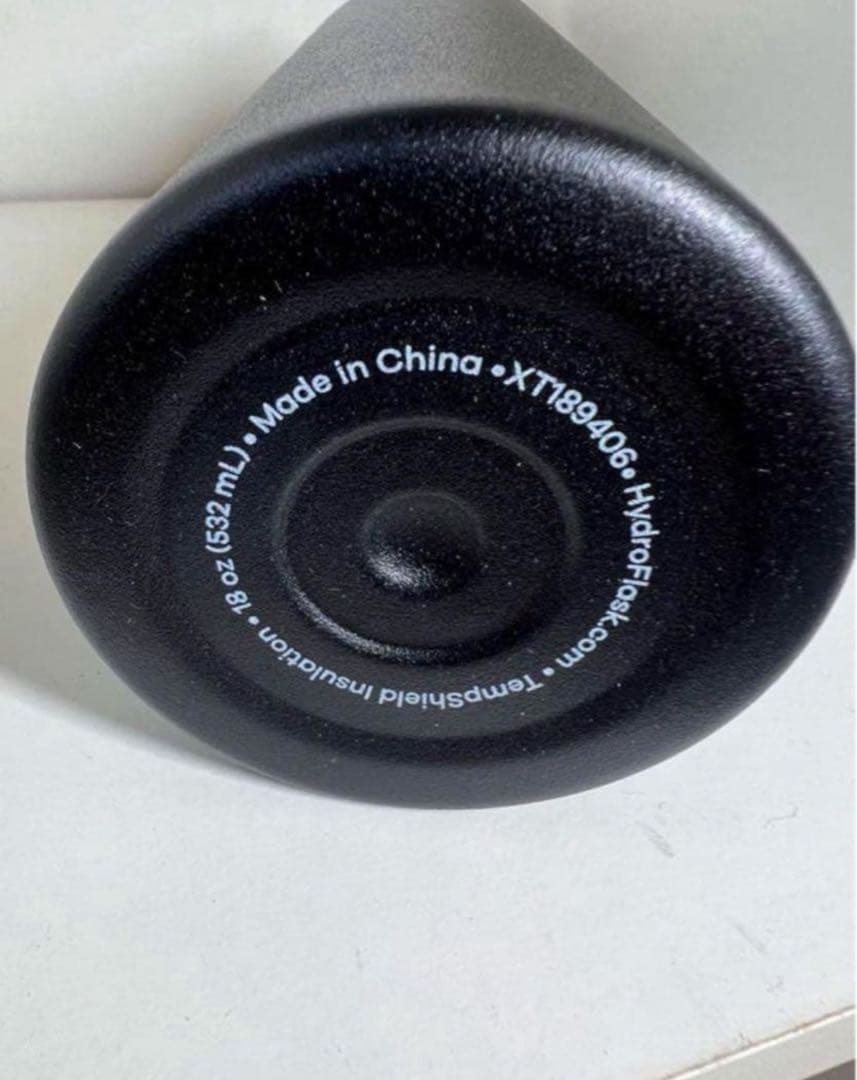 Made in China • XT189406 • HydroFlask.com • TempShield Insulation • 18 oz (532 mL) •